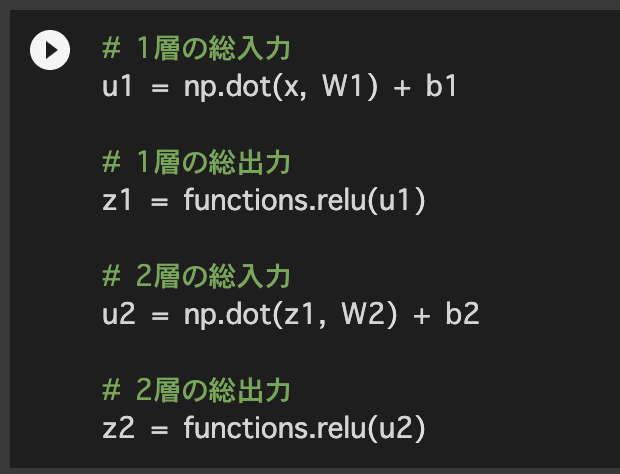 # 1層の総入力
u1 = np.dot(x, W1) + b1
# 1層の総出力
z1 = functions.relu(u1)
# 2層の総入力
u2 = np.dot(z1, W2) + b2
# 2層の総出力
z2 = functions.relu(u2)